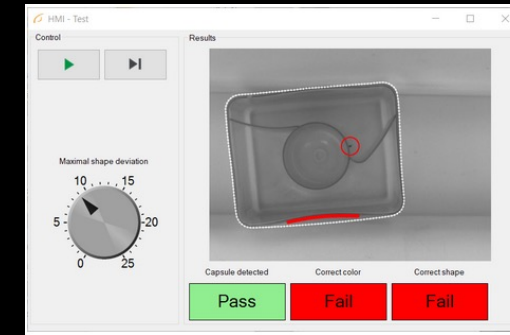 HMI - Test
Control
Results
Maximal shape deviation
10
15
5
20
0
25
Capsule detected
Correct color
Correct shape
Pass
Fail
Fail